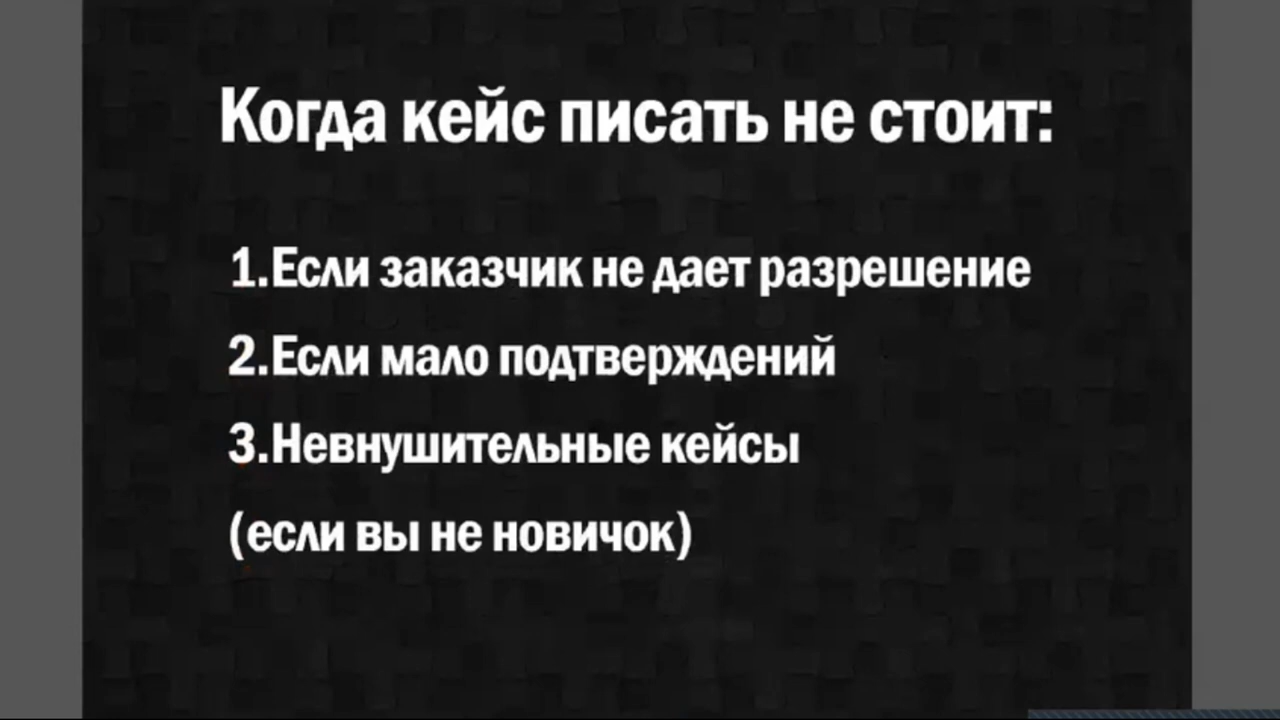 Когда кейс писать не стоит:
1.Если заказчик не дает разрешение
2.Если мало подтверждений
3.Невнушительные кейсы
(если вы не новичок)